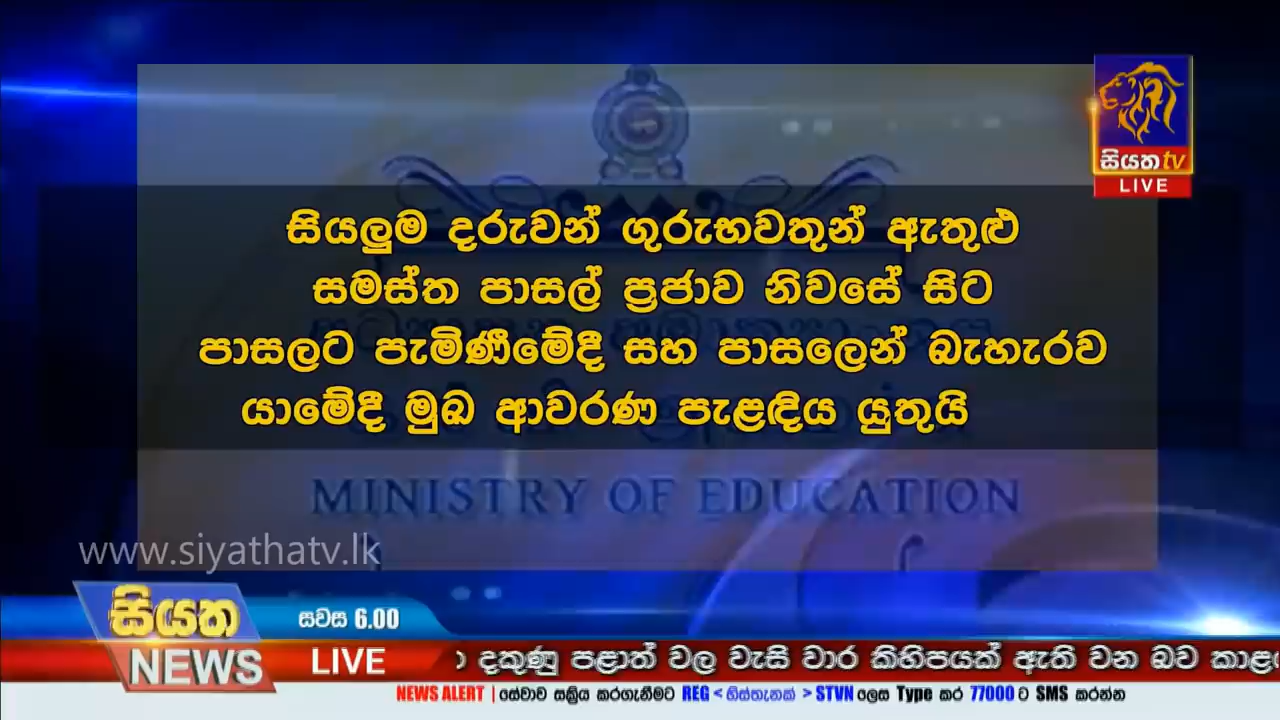 සියත tv
LIVE
සියලුම දරුවන් ගුරුභවතුන් ඇතුළු
සමස්ත පාසල් ප්‍රජාව නිවසේ සිට
පාසලට පැමිණීමේදී සහ පාසලෙන් බැහැරව
යාමේදී මුඛ ආවරණ පැළඳිය යුතුයි
MINISTRY OF EDUCATION
www.siyathatv.lk
සියත
NEWS
සවස 6.00
LIVE
දකුණු පළාත් වල වැසි වාර කිහිපයක් ඇති වන බව
NEWS ALERT | සේවාව සක්‍රිය කරගැනීමට REG < හිස්තැනක් > STVN ලෙස Type කර 77000 ට SMS කරන්න